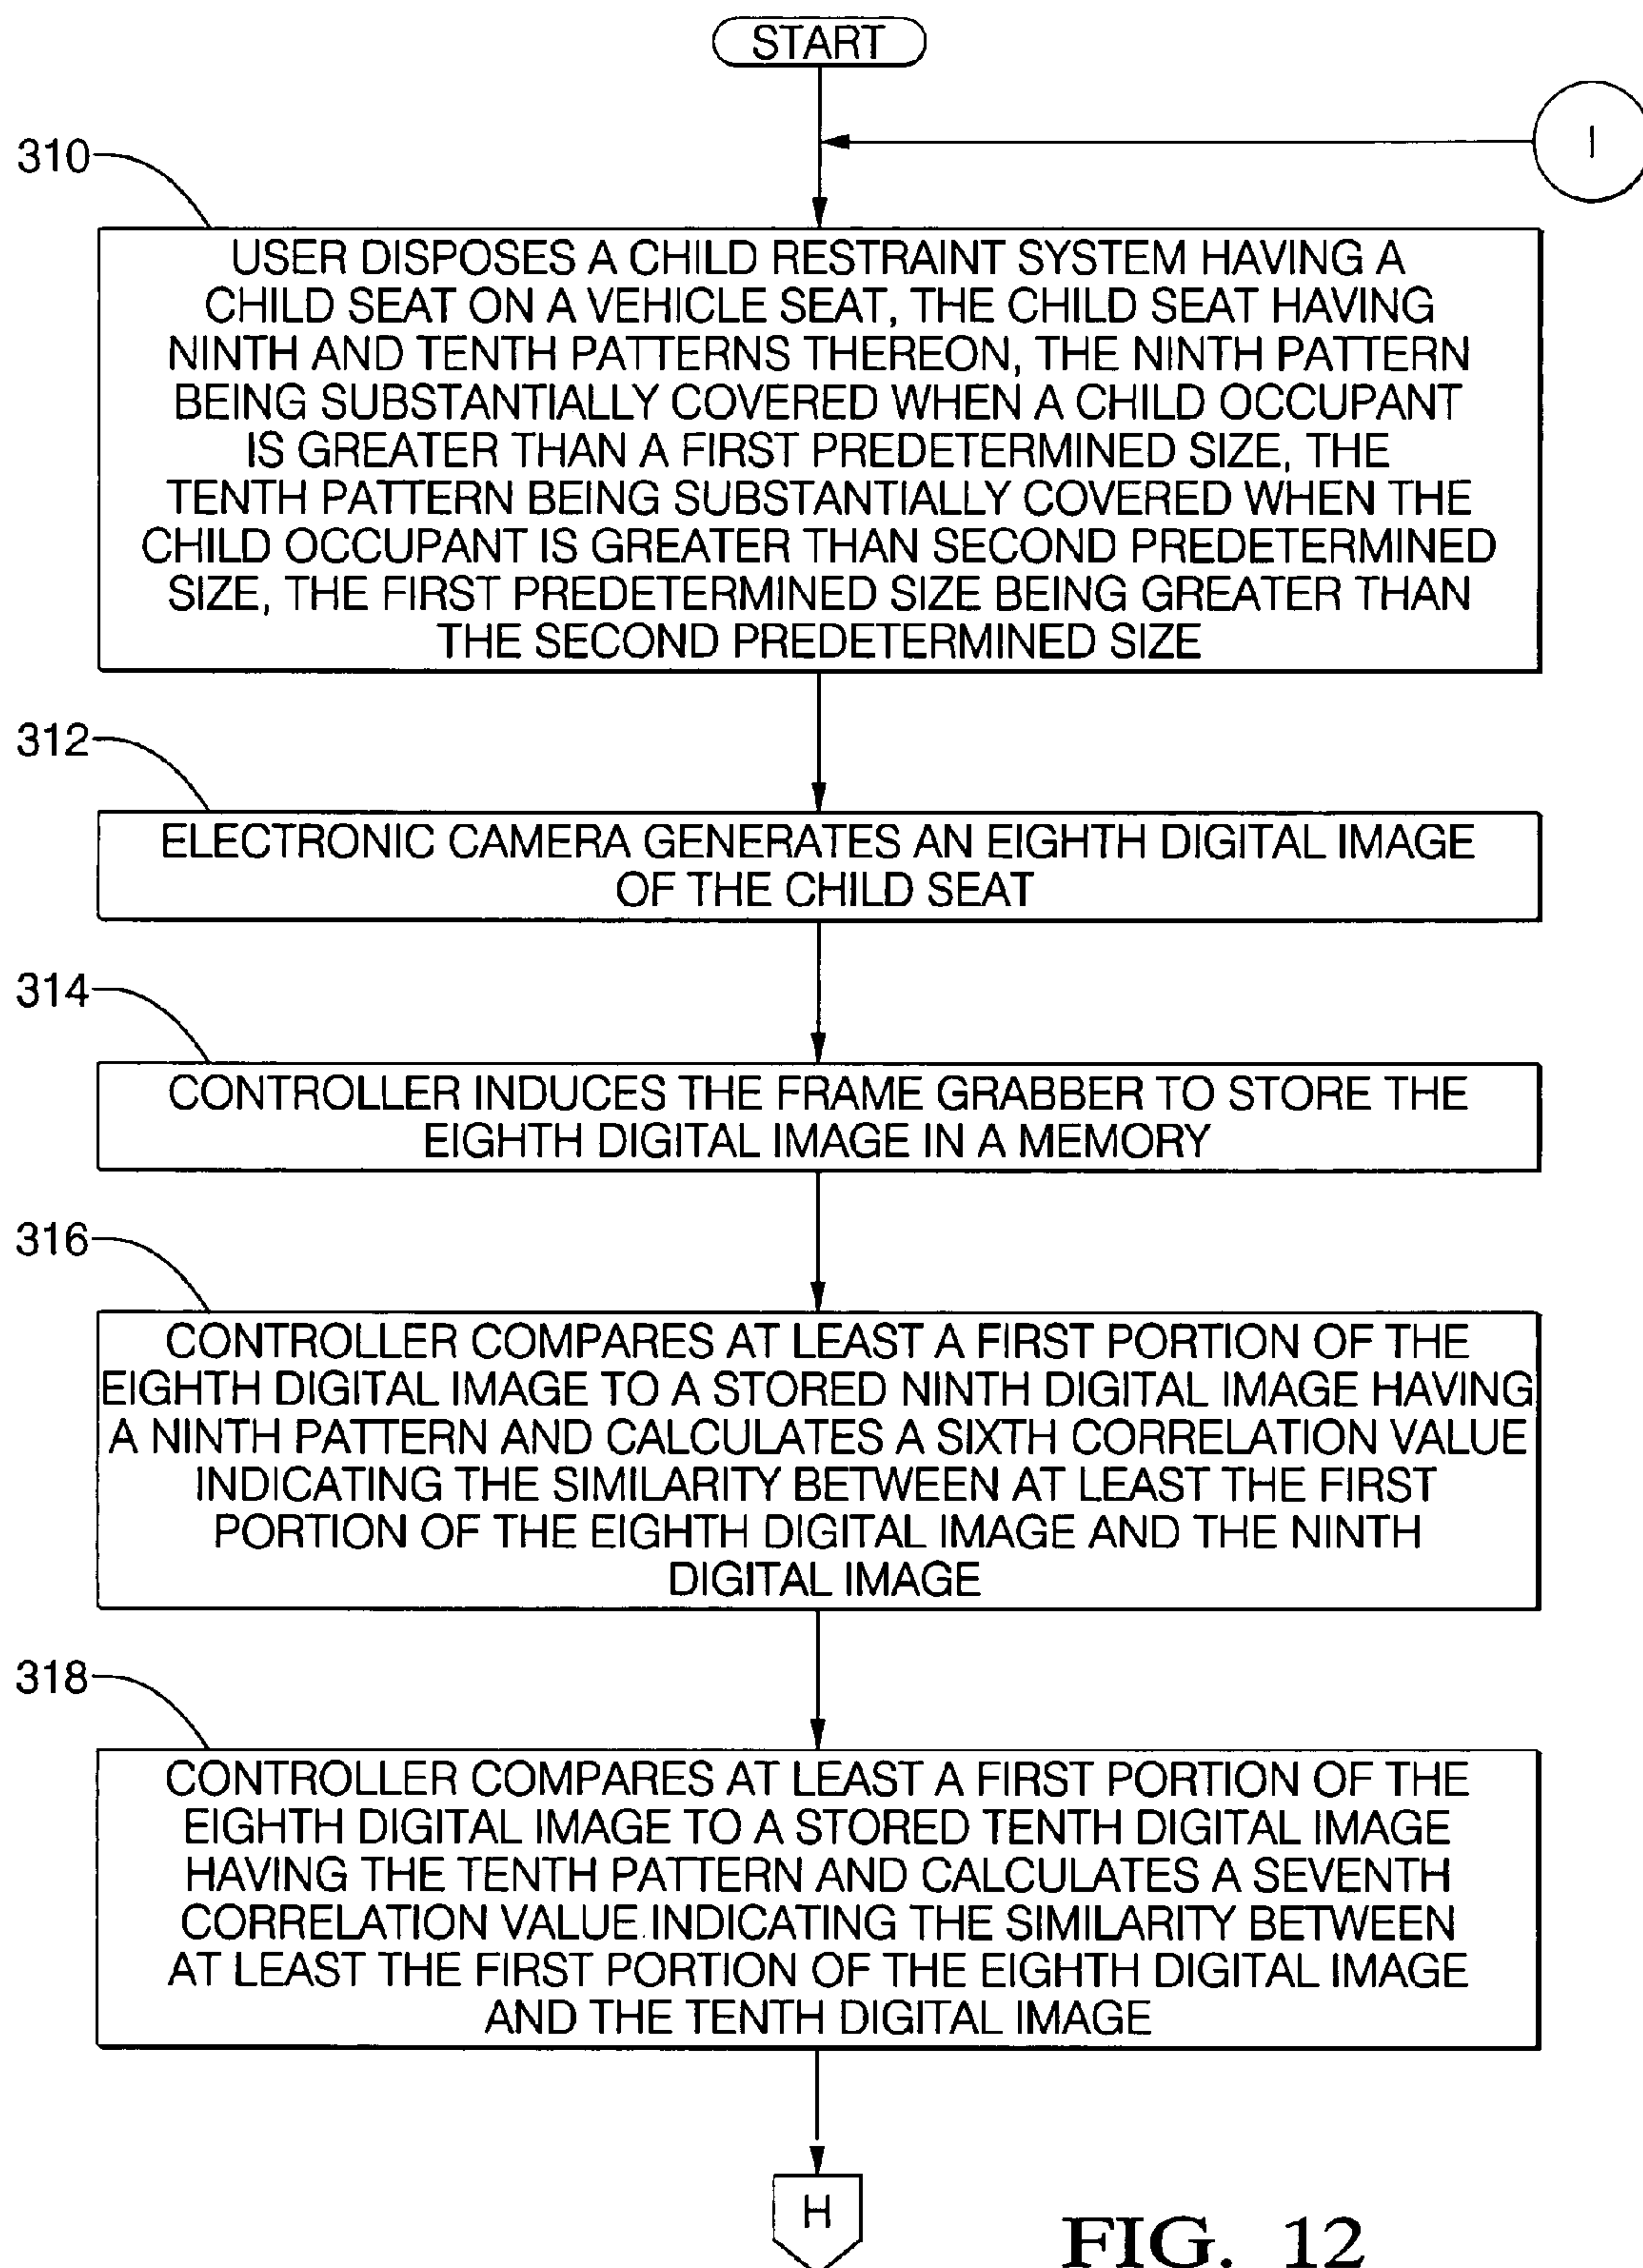 START
I
310
USER DISPOSES A CHILD RESTRAINT SYSTEM HAVING A
CHILD SEAT ON A VEHICLE SEAT, THE CHILD SEAT HAVING
NINTH AND TENTH PATTERNS THEREON, THE NINTH PATTERN
BEING SUBSTANTIALLY COVERED WHEN A CHILD OCCUPANT
IS GREATER THAN A FIRST PREDETERMINED SIZE, THE
TENTH PATTERN BEING SUBSTANTIALLY COVERED WHEN THE
CHILD OCCUPANT IS GREATER THAN SECOND PREDETERMINED
SIZE, THE FIRST PREDETERMINED SIZE BEING GREATER THAN
THE SECOND PREDETERMINED SIZE
312
ELECTRONIC CAMERA GENERATES AN EIGHTH DIGITAL IMAGE
OF THE CHILD SEAT
314
CONTROLLER INDUCES THE FRAME GRABBER TO STORE THE
EIGHTH DIGITAL IMAGE IN A MEMORY
316
CONTROLLER COMPARES AT LEAST A FIRST PORTION OF THE
EIGHTH DIGITAL IMAGE TO A STORED NINTH DIGITAL IMAGE HAVING
A NINTH PATTERN AND CALCULATES A SIXTH CORRELATION VALUE
INDICATING THE SIMILARITY BETWEEN AT LEAST THE FIRST
PORTION OF THE EIGHTH DIGITAL IMAGE AND THE NINTH
DIGITAL IMAGE
318
CONTROLLER COMPARES AT LEAST A FIRST PORTION OF THE
EIGHTH DIGITAL IMAGE TO A STORED TENTH DIGITAL IMAGE
HAVING THE TENTH PATTERN AND CALCULATES A SEVENTH
CORRELATION VALUE INDICATING THE SIMILARITY BETWEEN
AT LEAST THE FIRST PORTION OF THE EIGHTH DIGITAL IMAGE
AND THE TENTH DIGITAL IMAGE
H
FIG. 12